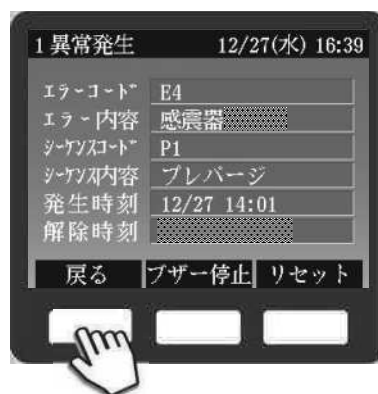 1 異常発生 12/27(水) 16:39
ｴﾗｰｺｰﾄﾞ E4
エラー内容 感震器
ｼｰｹﾝｽｺｰﾄﾞ P1
ｼｰｹﾝｽ内容 プレパージ
発生時刻 12/27 14:01
解除時刻
戻る ブザー停止 リセット